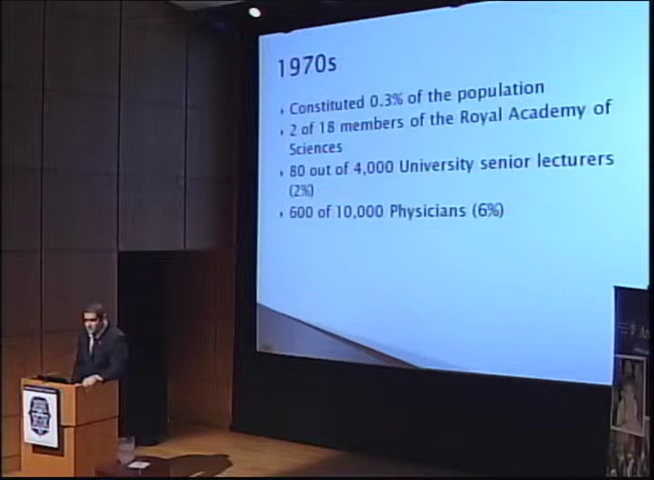 1970s
Constituted 0.3% of the population
2 of 18 members of the Royal Academy of
Sciences
80 out of 4,000 University senior lecturers
(2%)
600 of 10,000 Physicians (6%)